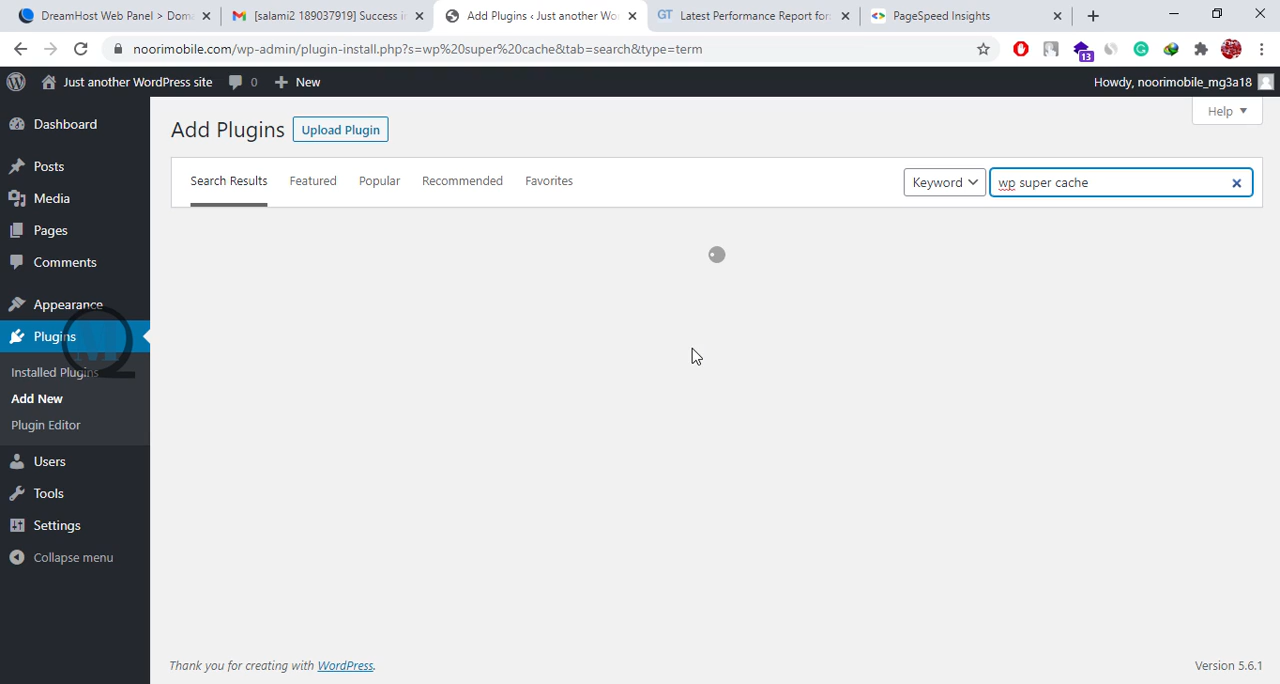 DreamHost Web Panel > Dom
[salami2 189037919] Success in
Add Plugins ‹ Just another Wo
GT Latest Performance Report for:
PageSpeed Insights
noorimobile.com/wp-admin/plugin-install.php?s=wp%20super%20cache&tab=search&type=term
13
Just another WordPress site 0 New
Howdy, noorimobile_mg3a18
Dashboard
Posts
Media
Pages
Comments
Appearance
Plugins
Installed Plugins
Add New
Plugin Editor
Users
Tools
Settings
Collapse menu
Help
Add Plugins Upload Plugin
Search Results Featured Popular Recommended Favorites
Keyword wp super cache
Thank you for creating with WordPress.
Version 5.6.1